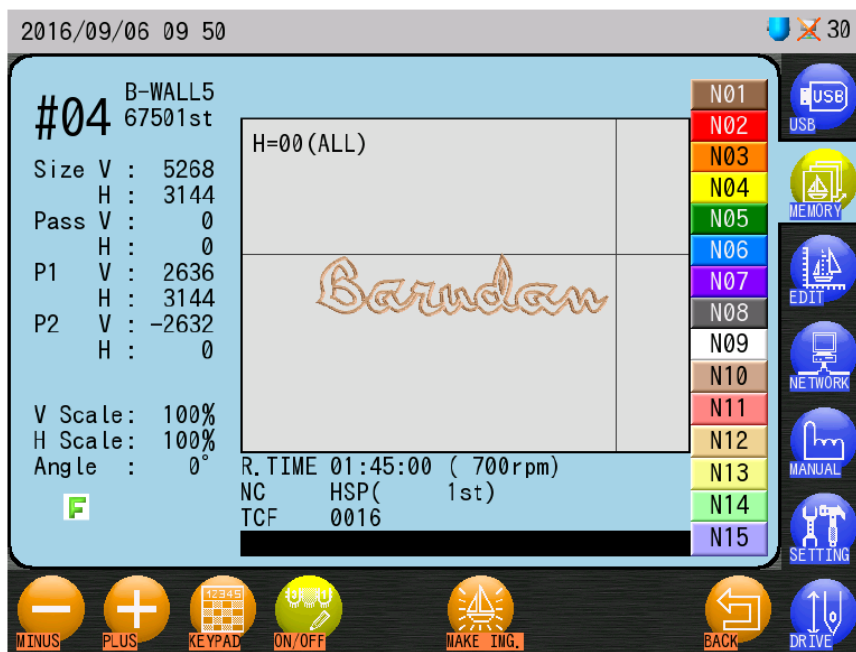 2016/09/06 09 50
30
#04
B-WALL5
67501st
Size V : 5268
H : 3144
Pass V : 0
H : 0
P1 V : 2636
H : 3144
P2 V : -2632
H : 0
V Scale: 100%
H Scale: 100%
Angle : 0°
F
H=00(ALL)
Barudan
R.TIME 01:45:00 ( 700rpm)
NC HSP( 1st)
TCF 0016
N01
N02
N03
N04
N05
N06
N07
N08
N09
N10
N11
N12
N13
N14
N15
USB
USB
MEMORY
EDIT
NETWORK
MANUAL
SETTING
DRIVE
MINUS
PLUS
12345
KEYPAD
ON/OFF
MAKE IMG.
BACK